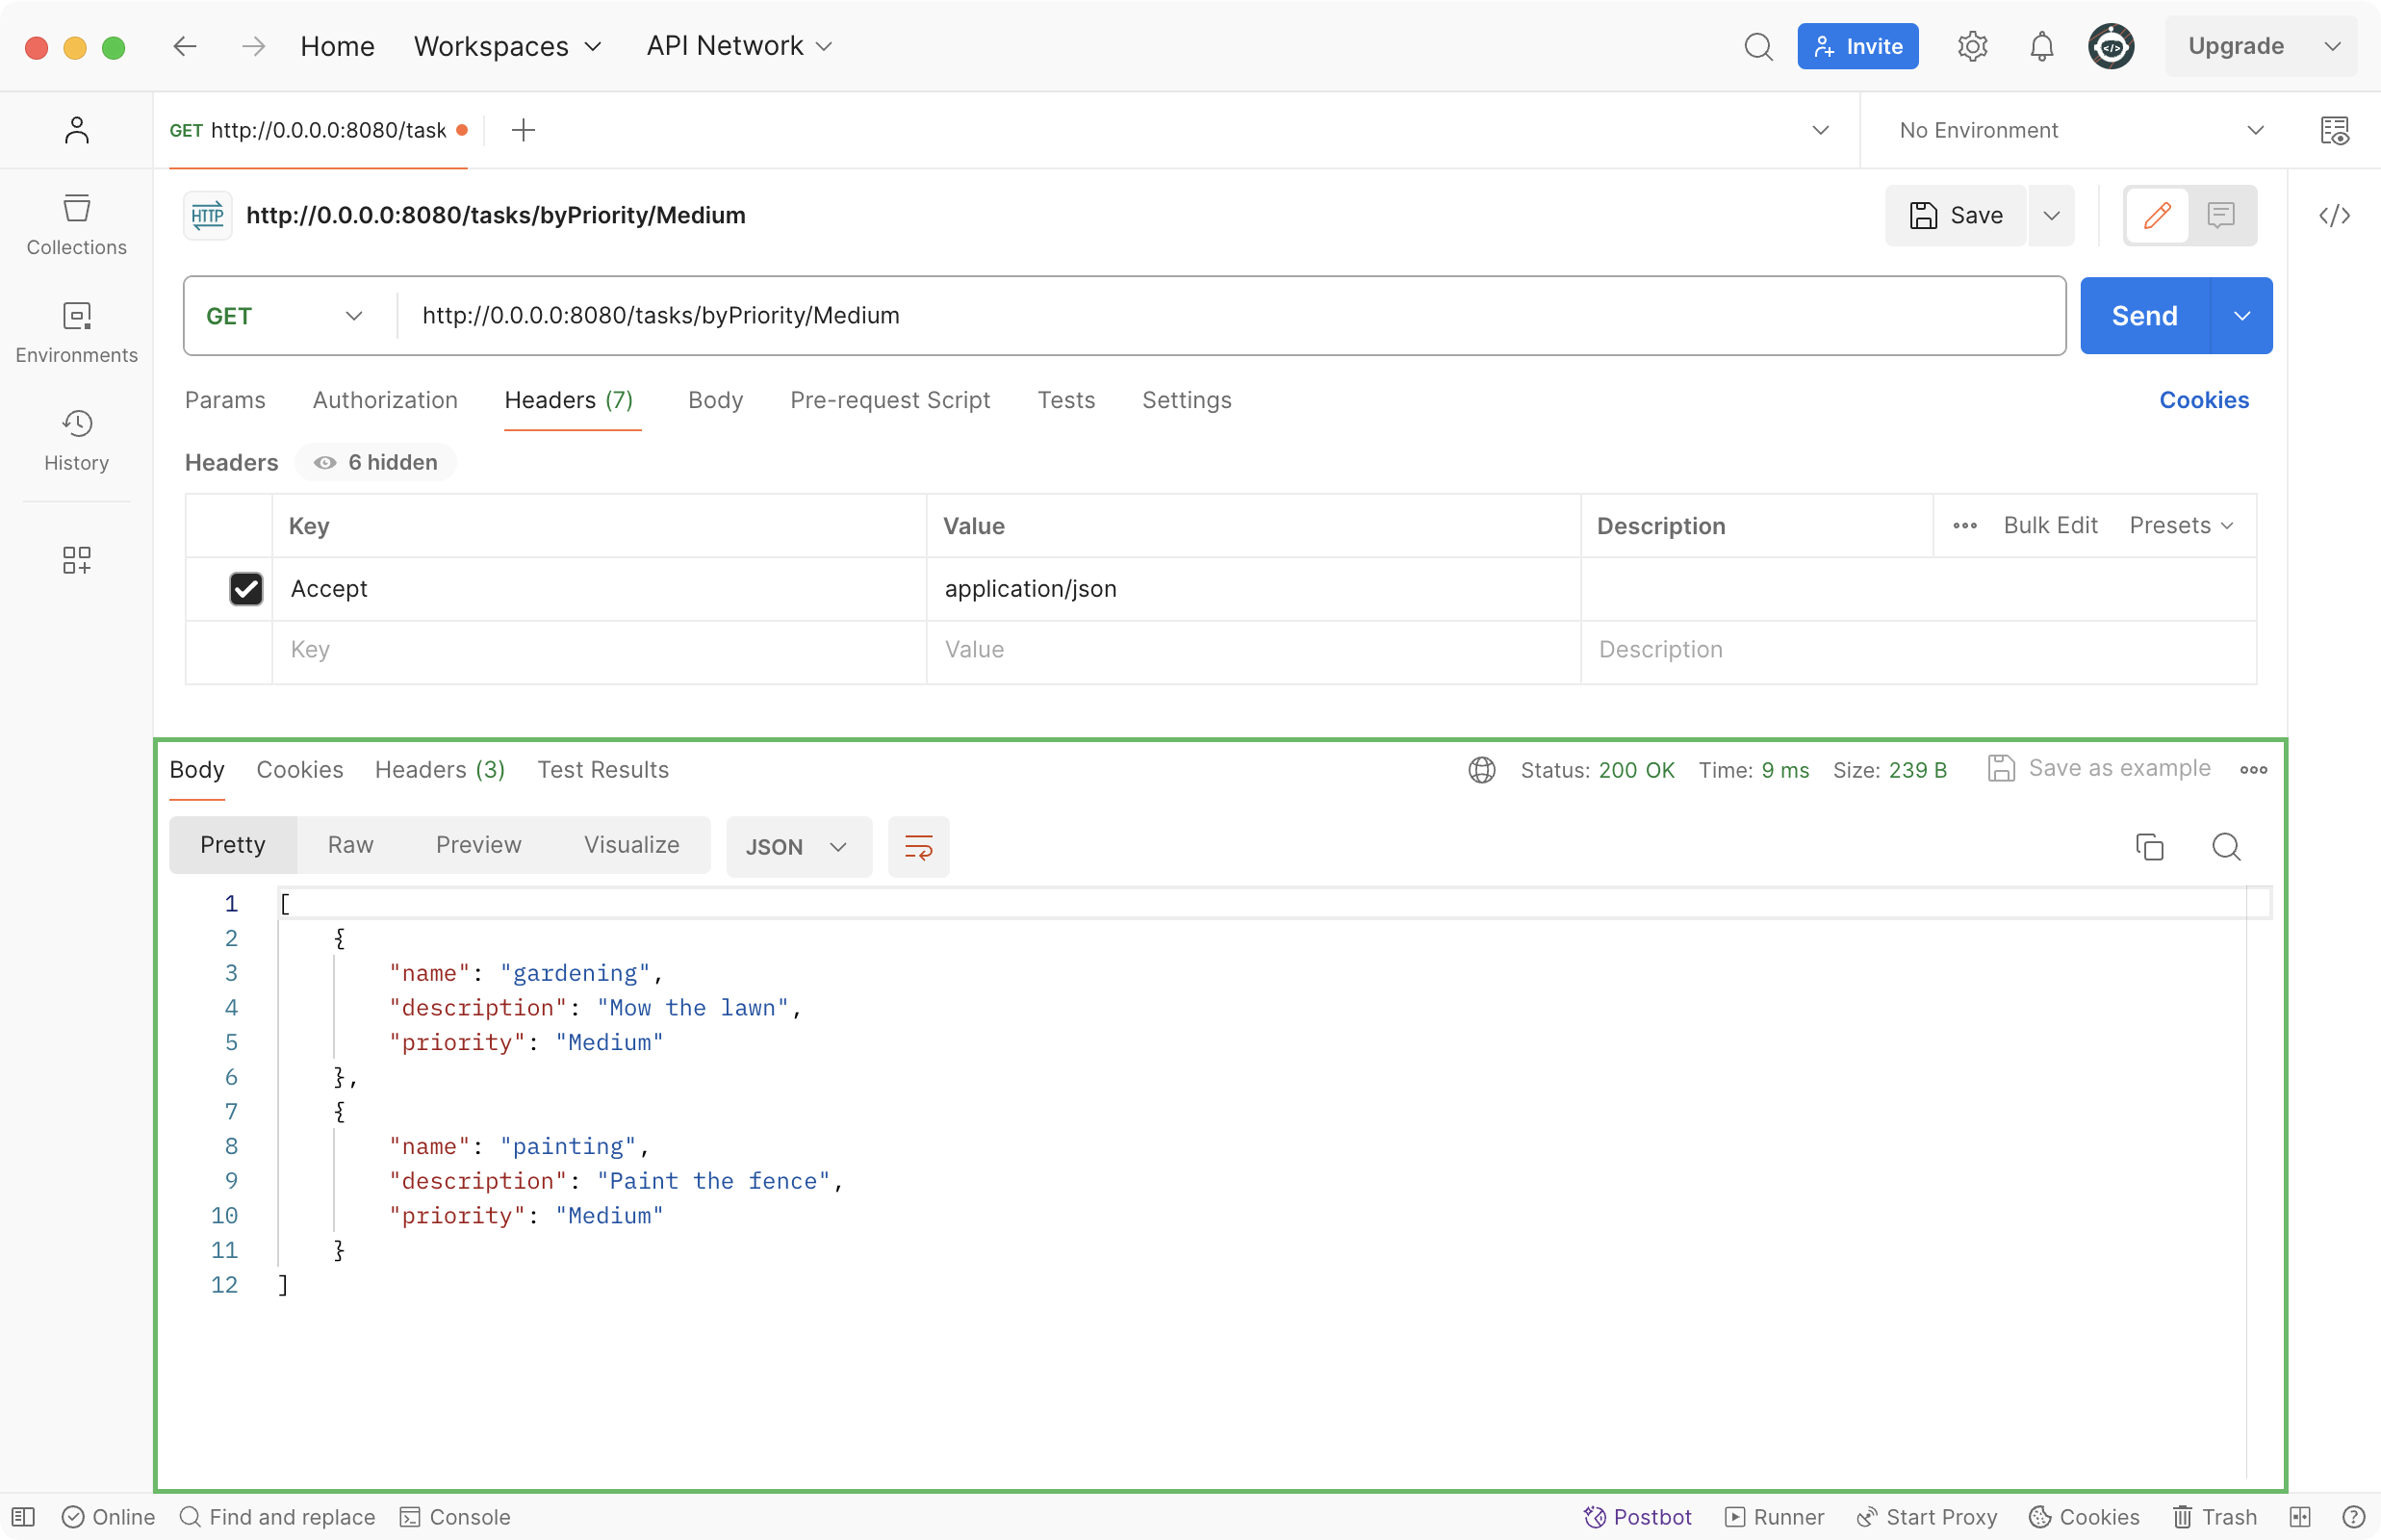 Home Workspaces API Network Invite Upgrade
GET http://0.0.0.0:8080/task No Environment
HTTP http://0.0.0.0:8080/tasks/byPriority/Medium Save
Collections
Environments
History
GET http://0.0.0.0:8080/tasks/byPriority/Medium Send
Params Authorization Headers (7) Body Pre-request Script Tests Settings Cookies
Headers 6 hidden
Key Value Description Bulk Edit Presets
Accept application/json
Key Value Description
Body Cookies Headers (3) Test Results Status: 200 OK Time: 9 ms Size: 239 B Save as example
Pretty Raw Preview Visualize JSON
1 [
2 {
3 "name": "gardening",
4 "description": "Mow the lawn",
5 "priority": "Medium"
6 },
7 {
8 "name": "painting",
9 "description": "Paint the fence",
10 "priority": "Medium"
11 }
12 ]
Online Find and replace Console Postbot Runner Start Proxy Cookies Trash